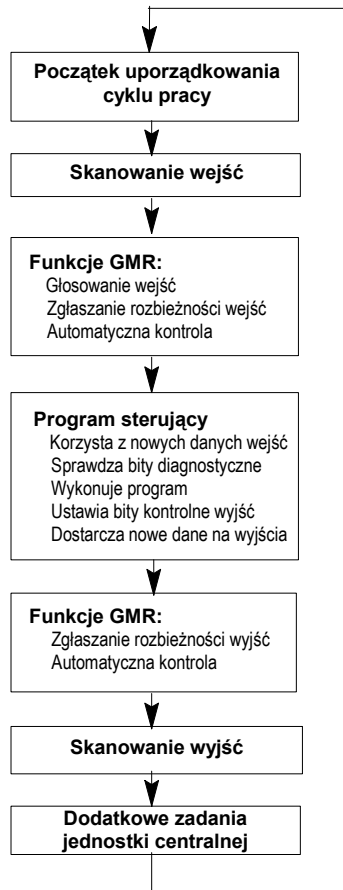 Początek uporządkowania
cyklu pracy
Skanowanie wejść
Funkcje GMR:
Głosowanie wejść
Zgłaszanie rozbieżności wejść
Automatyczna kontrola
Program sterujący
Korzysta z nowych danych wejść
Sprawdza bity diagnostyczne
Wykonuje program
Ustawia bity kontrolne wyjść
Dostarcza nowe dane na wyjścia
Funkcje GMR:
Zgłaszanie rozbieżności wyjść
Automatyczna kontrola
Skanowanie wyjść
Dodatkowe zadania
jednostki centralnej